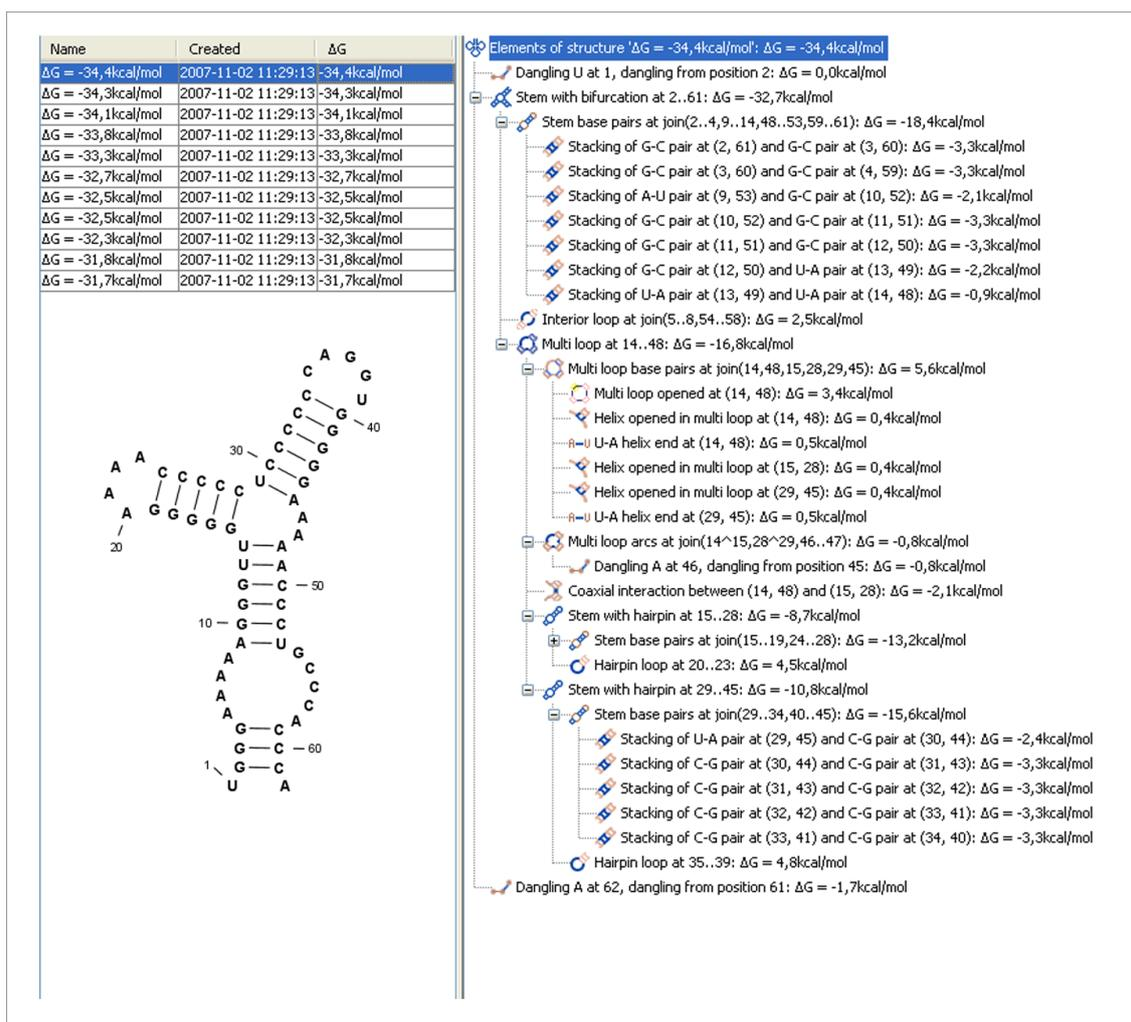 Name Created ΔG
ΔG = -34,4kcal/mol 2007-11-02 11:29:13 -34,4kcal/mol
ΔG = -34,3kcal/mol 2007-11-02 11:29:13 -34,3kcal/mol
ΔG = -34,1kcal/mol 2007-11-02 11:29:13 -34,1kcal/mol
ΔG = -33,8kcal/mol 2007-11-02 11:29:13 -33,8kcal/mol
ΔG = -33,3kcal/mol 2007-11-02 11:29:13 -33,3kcal/mol
ΔG = -32,7kcal/mol 2007-11-02 11:29:13 -32,7kcal/mol
ΔG = -32,5kcal/mol 2007-11-02 11:29:13 -32,5kcal/mol
ΔG = -32,5kcal/mol 2007-11-02 11:29:13 -32,5kcal/mol
ΔG = -32,3kcal/mol 2007-11-02 11:29:13 -32,3kcal/mol
ΔG = -31,8kcal/mol 2007-11-02 11:29:13 -31,8kcal/mol
ΔG = -31,7kcal/mol 2007-11-02 11:29:13 -31,7kcal/mol
A G
C G
C U
C G 40
C G
30 C G
C G
U A
A A C C C C C
A A
A G G G G G A
20
U A
U A
G C 50
G C
10 G C
A U G
A C
A C
A C
A A
G C
G C 60
1 G C
U A
Elements of structure 'ΔG = -34,4kcal/mol': ΔG = -34,4kcal/mol
Dangling U at 1, dangling from position 2: ΔG = 0,0kcal/mol
Stem with bifurcation at 2..61: ΔG = -32,7kcal/mol
Stem base pairs at join(2..4,9..14,48..53,59..61): ΔG = -18,4kcal/mol
Stacking of G-C pair at (2, 61) and G-C pair at (3, 60): ΔG = -3,3kcal/mol
Stacking of G-C pair at (3, 60) and G-C pair at (4, 59): ΔG = -3,3kcal/mol
Stacking of A-U pair at (9, 53) and G-C pair at (10, 52): ΔG = -2,1kcal/mol
Stacking of G-C pair at (10, 52) and G-C pair at (11, 51): ΔG = -3,3kcal/mol
Stacking of G-C pair at (11, 51) and G-C pair at (12, 50): ΔG = -3,3kcal/mol
Stacking of G-C pair at (12, 50) and U-A pair at (13, 49): ΔG = -2,2kcal/mol
Stacking of U-A pair at (13, 49) and U-A pair at (14, 48): ΔG = -0,9kcal/mol
Interior loop at join(5..8,54..58): ΔG = 2,5kcal/mol
Multi loop at 14..48: ΔG = -16,8kcal/mol
Multi loop base pairs at join(14,48,15,28,29,45): ΔG = 5,6kcal/mol
Multi loop opened at (14, 48): ΔG = 3,4kcal/mol
Helix opened in multi loop at (14, 48): ΔG = 0,4kcal/mol
A-U U-A helix end at (14, 48): ΔG = 0,5kcal/mol
Helix opened in multi loop at (15, 28): ΔG = 0,4kcal/mol
Helix opened in multi loop at (29, 45): ΔG = 0,4kcal/mol
A-U U-A helix end at (29, 45): ΔG = 0,5kcal/mol
Multi loop arcs at join(14^15,28^29,46..47): ΔG = -0,8kcal/mol
Dangling A at 46, dangling from position 45: ΔG = -0,8kcal/mol
Coaxial interaction between (14, 48) and (15, 28): ΔG = -2,1kcal/mol
Stem with hairpin at 15..28: ΔG = -8,7kcal/mol
Stem base pairs at join(15..19,24..28): ΔG = -13,2kcal/mol
Hairpin loop at 20..23: ΔG = 4,5kcal/mol
Stem with hairpin at 29..45: ΔG = -10,8kcal/mol
Stem base pairs at join(29..34,40..45): ΔG = -15,6kcal/mol
Stacking of U-A pair at (29, 45) and C-G pair at (30, 44): ΔG = -2,4kcal/mol
Stacking of C-G pair at (30, 44) and C-G pair at (31, 43): ΔG = -3,3kcal/mol
Stacking of C-G pair at (31, 43) and C-G pair at (32, 42): ΔG = -3,3kcal/mol
Stacking of C-G pair at (32, 42) and C-G pair at (33, 41): ΔG = -3,3kcal/mol
Stacking of C-G pair at (33, 41) and C-G pair at (34, 40): ΔG = -3,3kcal/mol
Hairpin loop at 35..39: ΔG = 4,8kcal/mol
Dangling A at 62, dangling from position 61: ΔG = -1,7kcal/mol